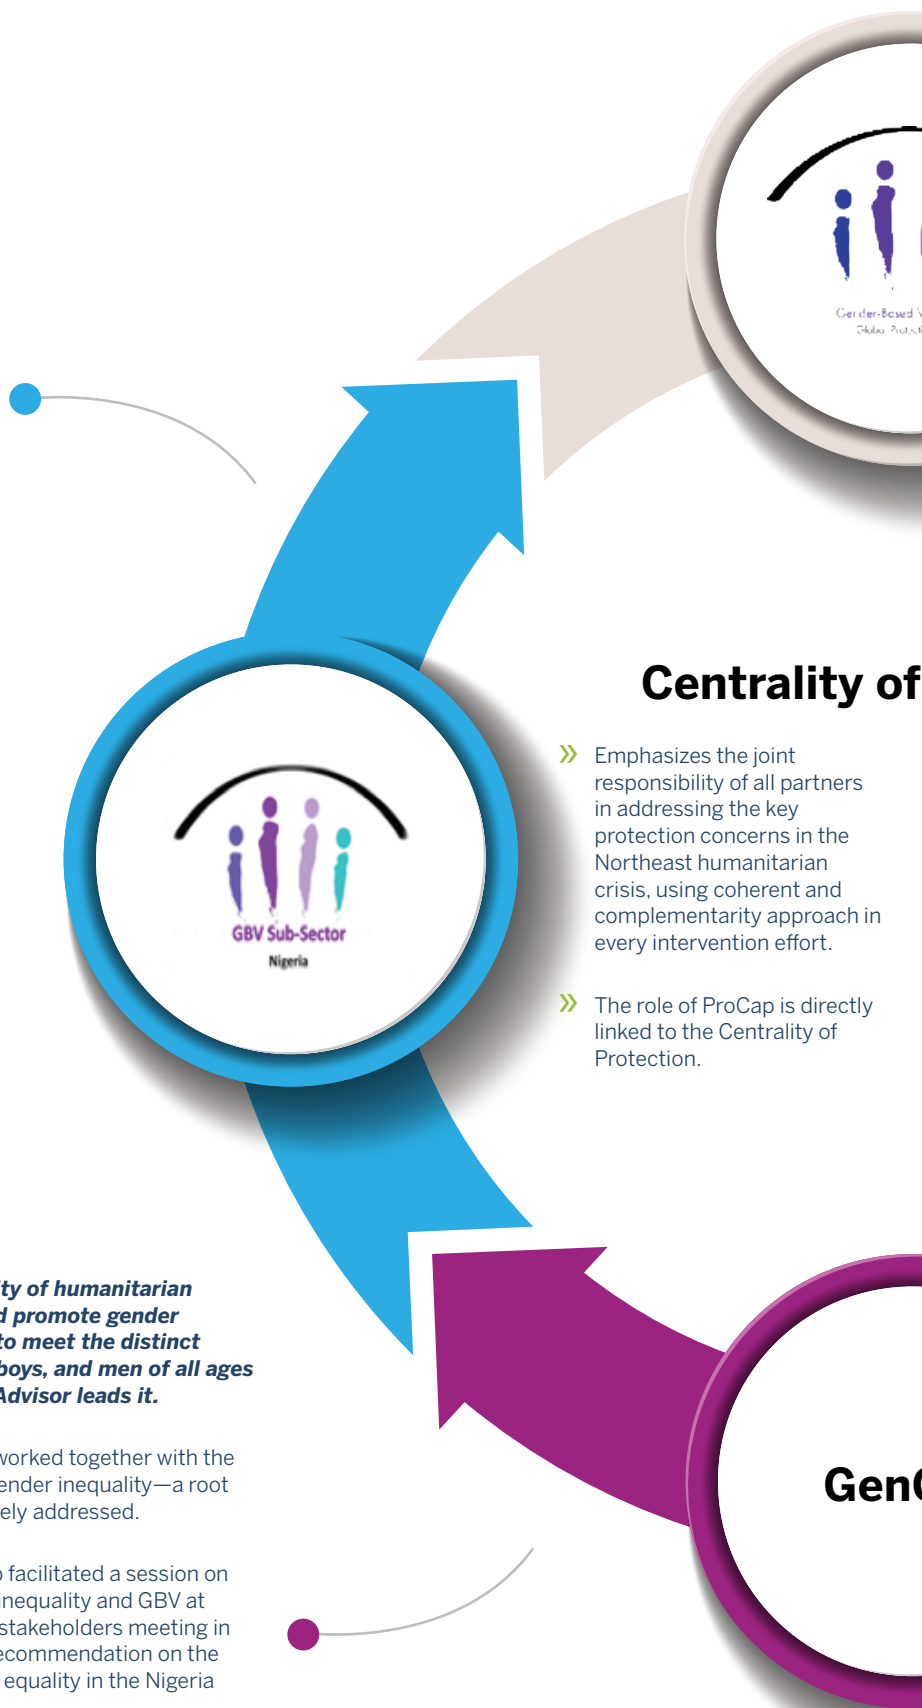 Gender-Based
Centrality of
» Emphasizes the joint
responsibility of all partners
in addressing the key
protection concerns in the
Northeast humanitarian
crisis, using coherent and
complementarity approach in
every intervention effort.
» The role of ProCap is directly
linked to the Centrality of
Protection.
GBV Sub-Sector
Nigeria
ity of humanitarian
d promote gender
to meet the distinct
boys, and men of all ages
Advisor leads it.
worked together with the
ender inequality—a root
ely addressed.
facilitated a session on
inequality and GBV at
stakeholders meeting in
ecommendation on the
equality in the Nigeria
Gen